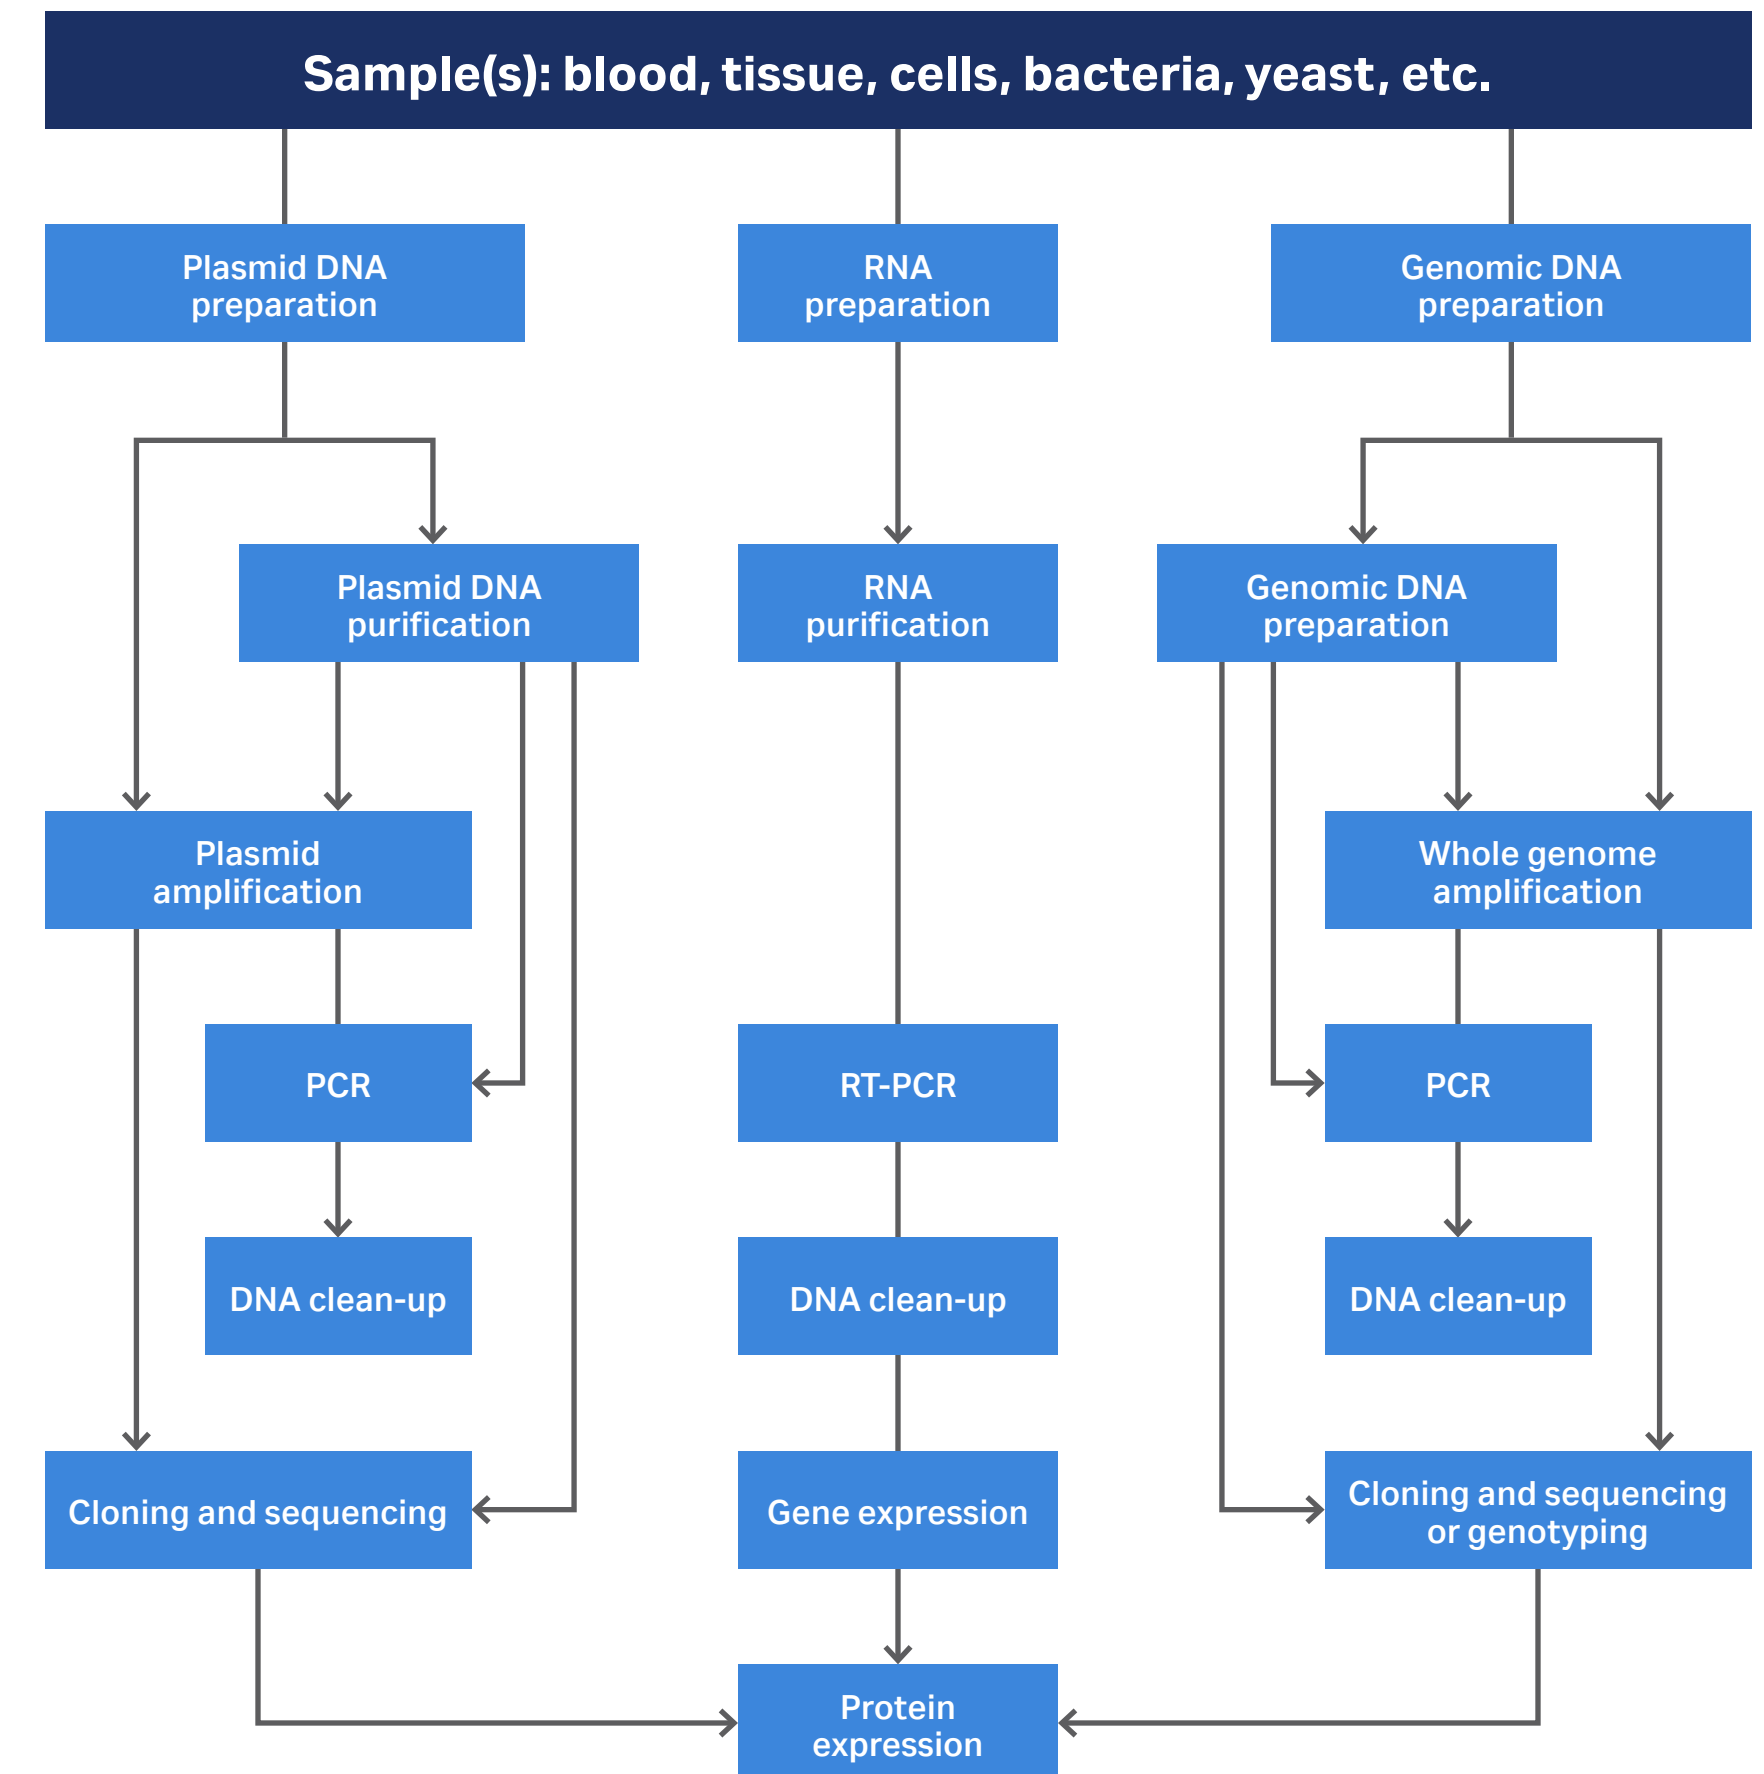 Sample(s): blood, tissue, cells, bacteria, yeast, etc.
Plasmid DNA
preparation
RNA
preparation
Genomic DNA
preparation
Plasmid DNA
purification
RNA
purification
Genomic DNA
preparation
Plasmid
amplification
Whole genome
amplification
PCR
RT-PCR
PCR
DNA clean-up
DNA clean-up
DNA clean-up
Cloning and sequencing
Gene expression
Cloning and sequencing
or genotyping
Protein
expression